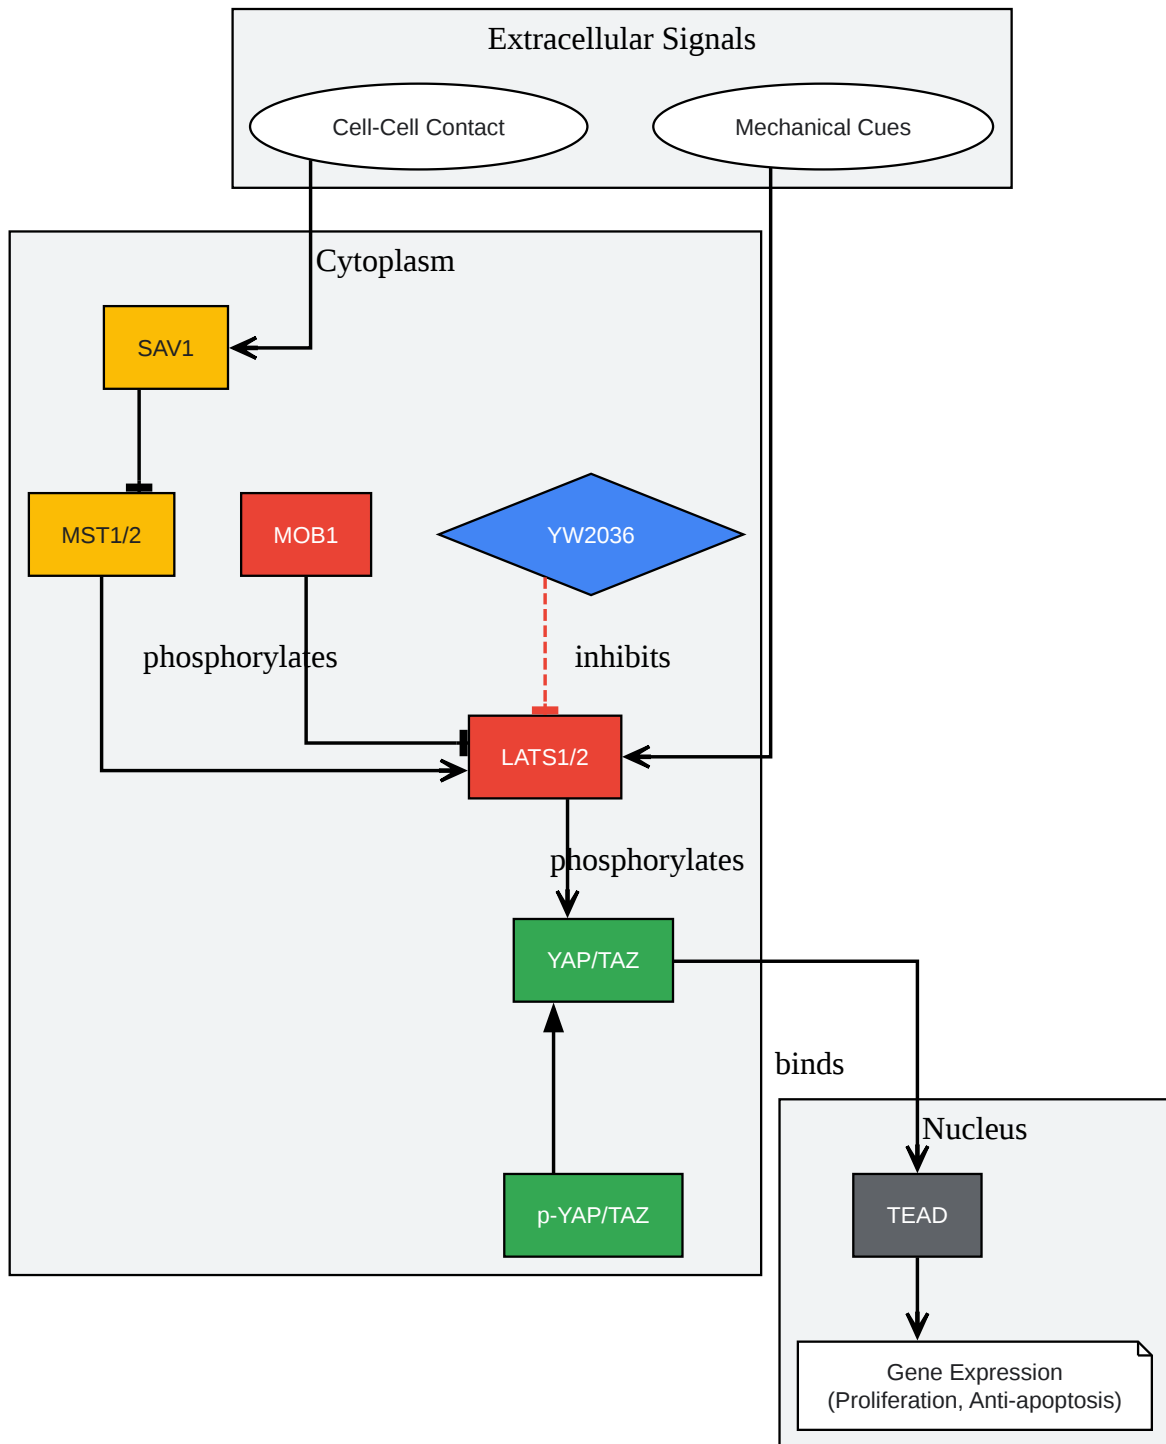 Extracellular Signals
Cell-Cell Contact
Mechanical Cues
Cytoplasm
SAV1
MST1/2
MOB1
YW2036
phosphorylates
inhibits
LATS1/2
phosphorylates
YAP/TAZ
binds
Nucleus
p-YAP/TAZ
TEAD
Gene Expression
(Proliferation, Anti-apoptosis)